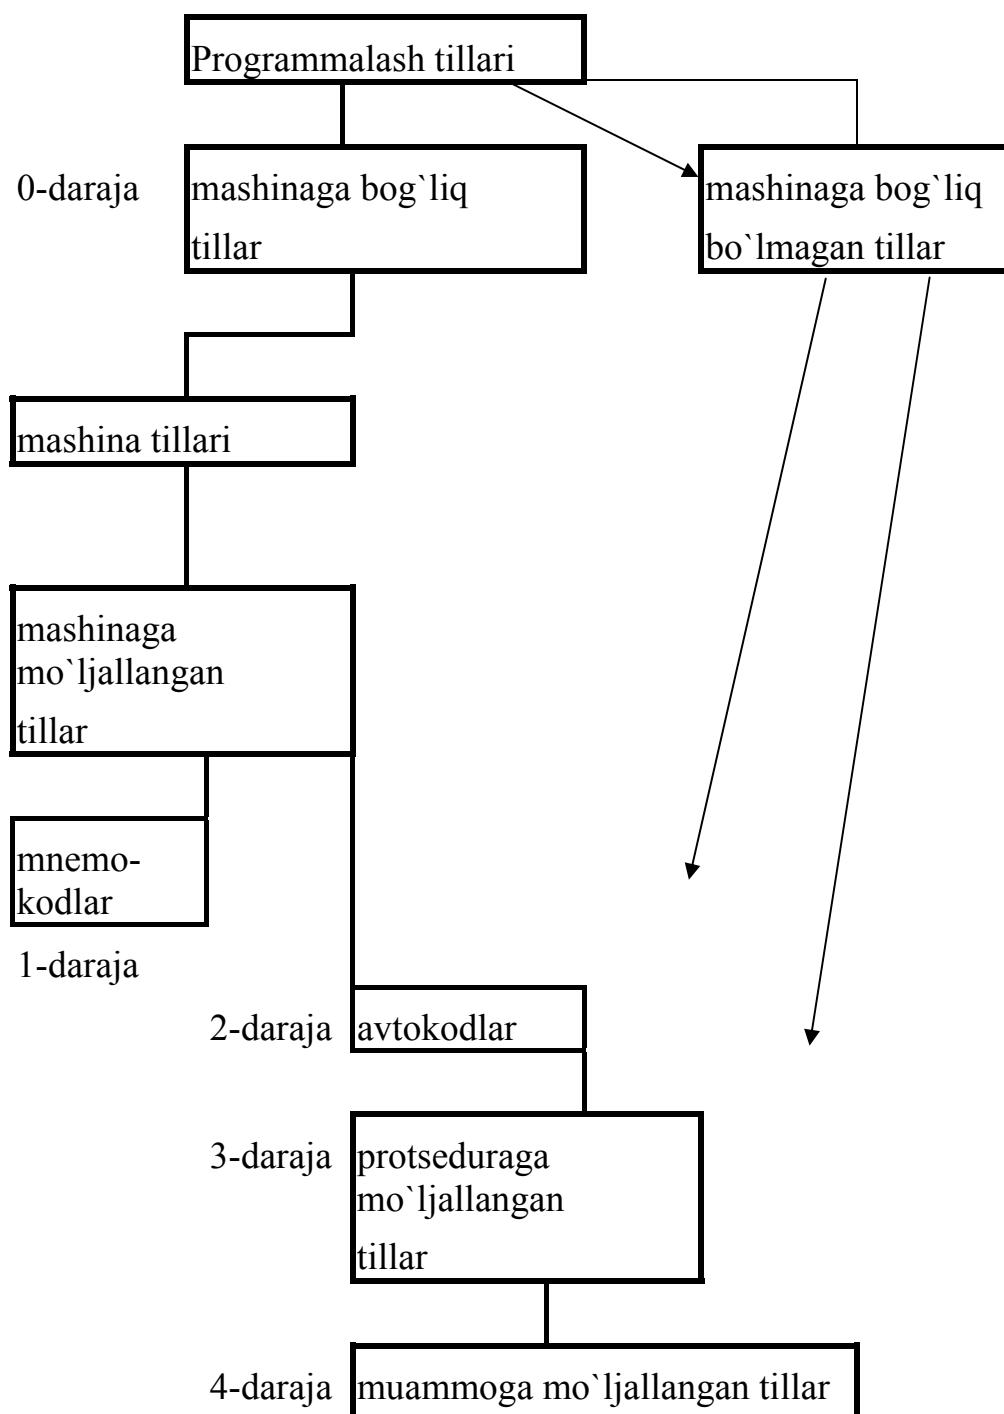 Programmalash tillari
0-daraja
mashinaga bog`liq
tillar
mashinaga bog`liq
bo`lmagan tillar
mashina tillari
mashinaga
mo`ljallangan
tillar
mnemo-
kodlar
1-daraja
2-daraja
avtokodlar
3-daraja
protseduraga
mo`ljallangan
tillar
4-daraja
muammoga mo`ljallangan tillar